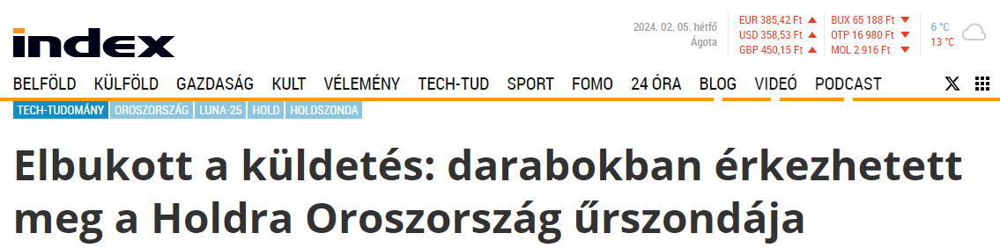 index
2024. 02. 05. hétfő
Ágota
EUR 385,42 Ft
USD 358,53 Ft
GBP 450,15 Ft
BUX 65 188 Ft
OTP 16 980 Ft
MOL 2 916 Ft
6 °C
13 °C
BELFÖLD KÜLFÖLD GAZDASÁG KULT VÉLEMÉNY TECH-TUD SPORT FOMO 24 ÓRA BLOG VIDEÓ PODCAST
TECH-TUDOMÁNY OROSZORSZÁG LUNA-25 HOLD HOLDSZONDA
Elbukott a küldetés: darabokban érkezhetett
meg a Holdra Oroszország űrszondája